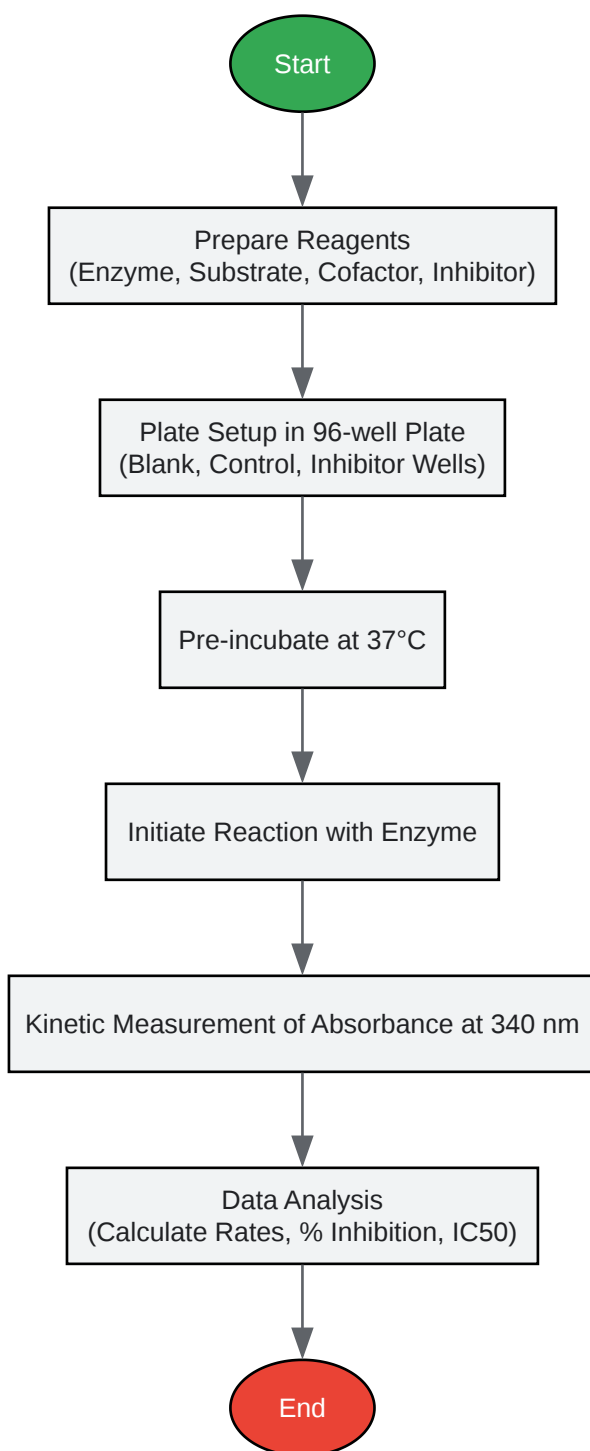 Start
Prepare Reagents
(Enzyme, Substrate, Cofactor, Inhibitor)
Plate Setup in 96-well Plate
(Blank, Control, Inhibitor Wells)
Pre-incubate at 37°C
Initiate Reaction with Enzyme
Kinetic Measurement of Absorbance at 340 nm
Data Analysis
(Calculate Rates, % Inhibition, IC50)
End